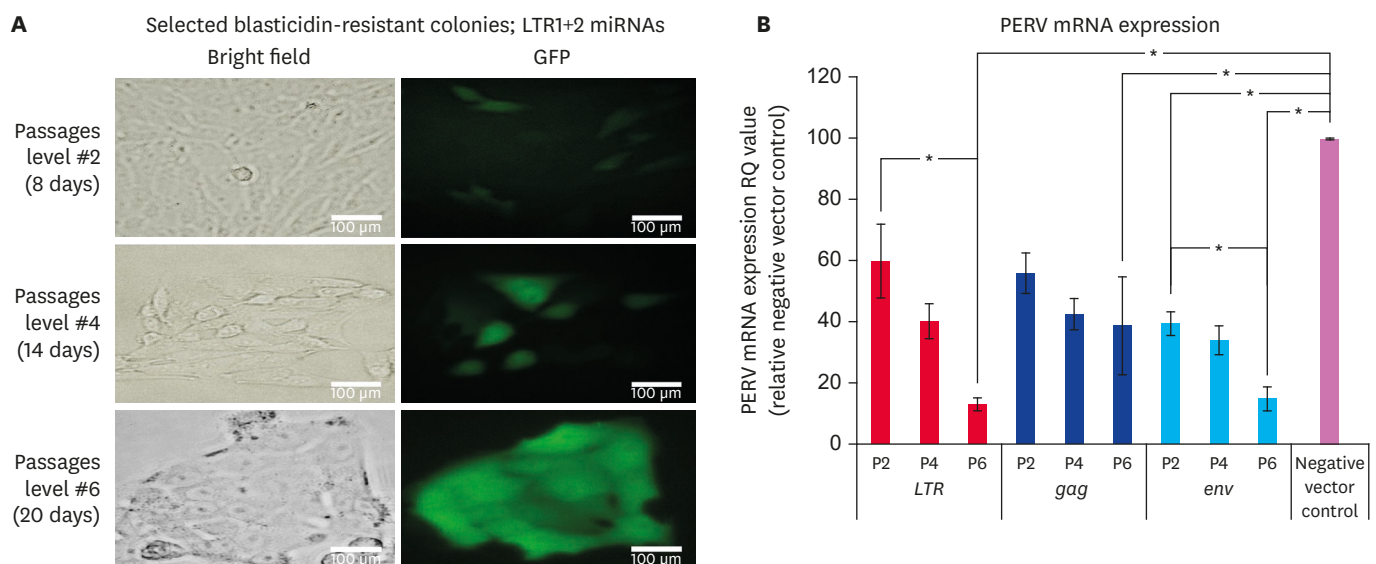 A
Selected blasticidin-resistant colonies; LTR1+2 miRNAs
Bright field
GFP
Passages
level #2
(8 days)
100 µm
100 µm
Passages
level #4
(14 days)
100 µm
100 µm
Passages
level #6
(20 days)
100 µm
100 µm
B
PERV mRNA expression
PERV mRNA expression RQ value
(relative negative vector control)
120
100
80
60
40
20
0
*
*
*
*
*
*
P2 P4 P6 P2 P4 P6 P2 P4 P6 Negative
vector
control
LTR gag env